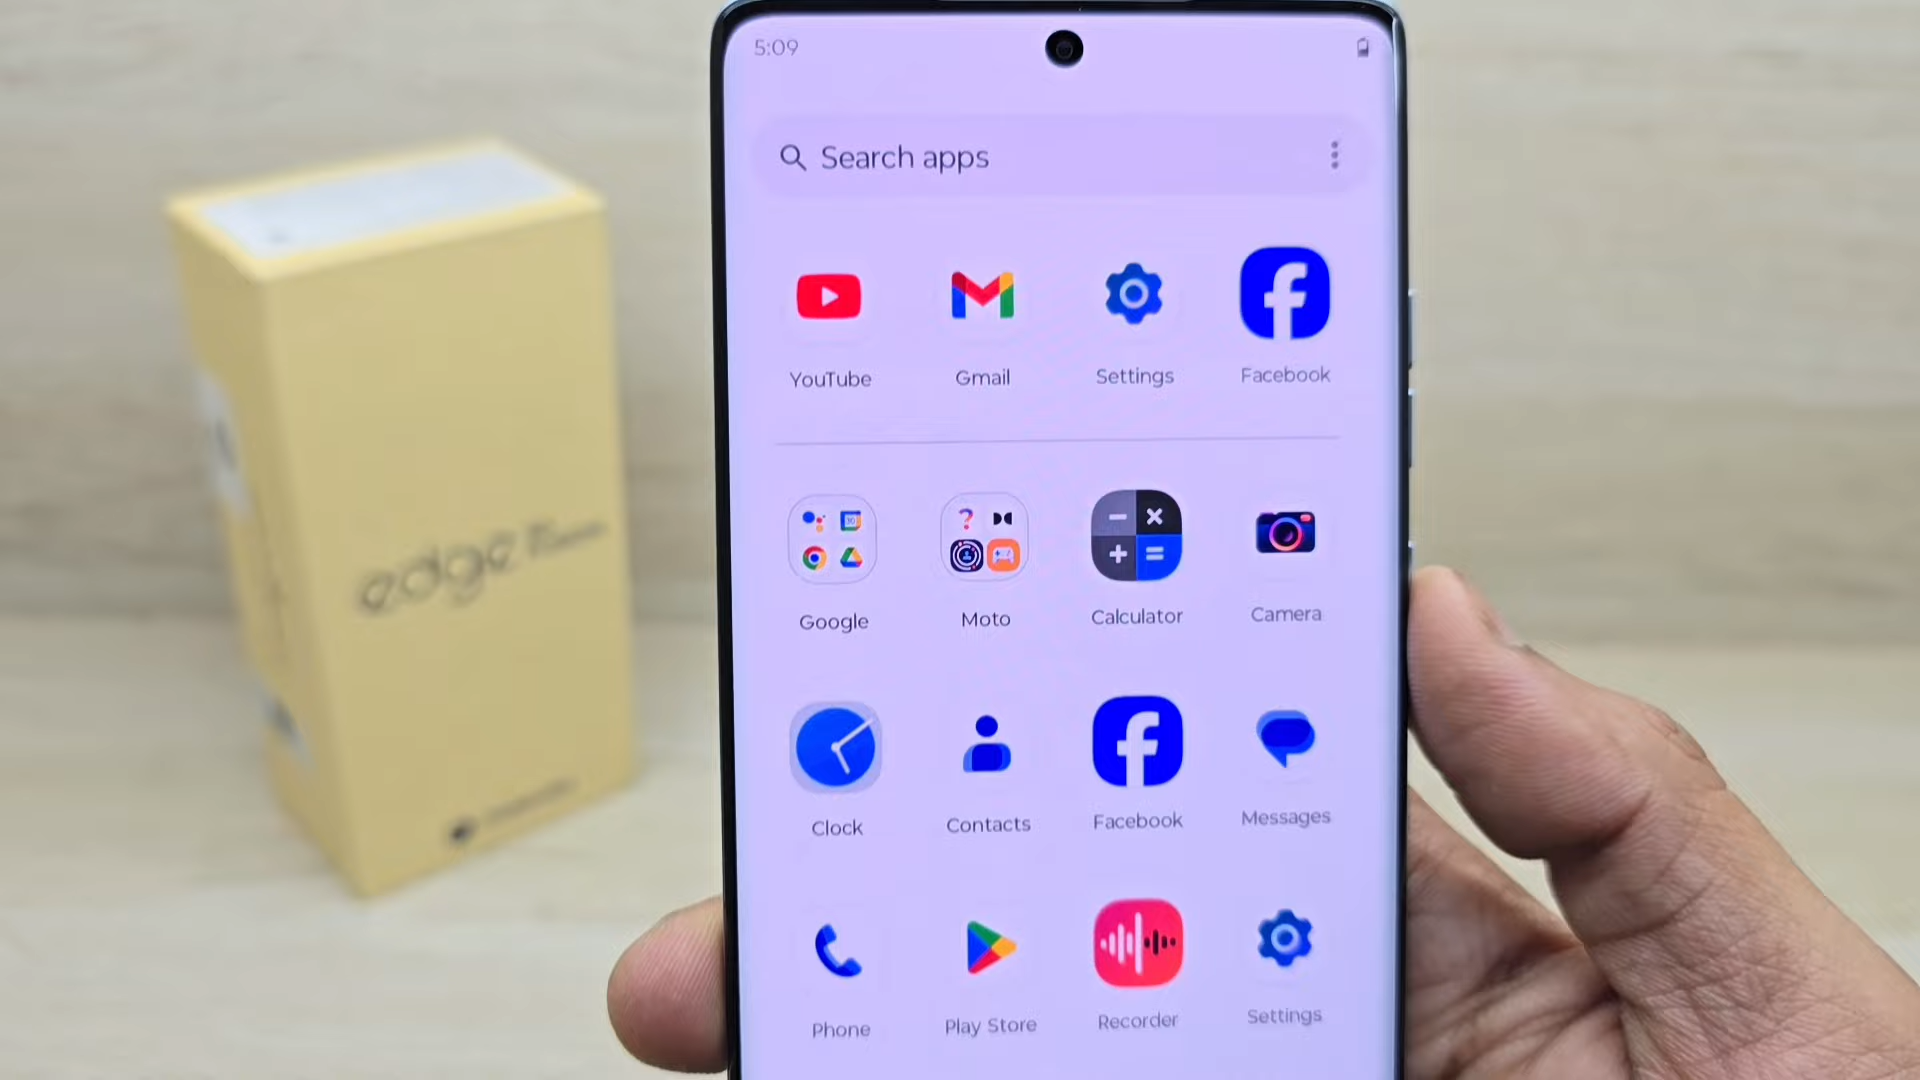 5:09
Search apps
YouTube
Gmail
Settings
Facebook
Google
Moto
Calculator
Camera
Clock
Contacts
Facebook
Messages
Phone
Play Store
Recorder
Settings
edge